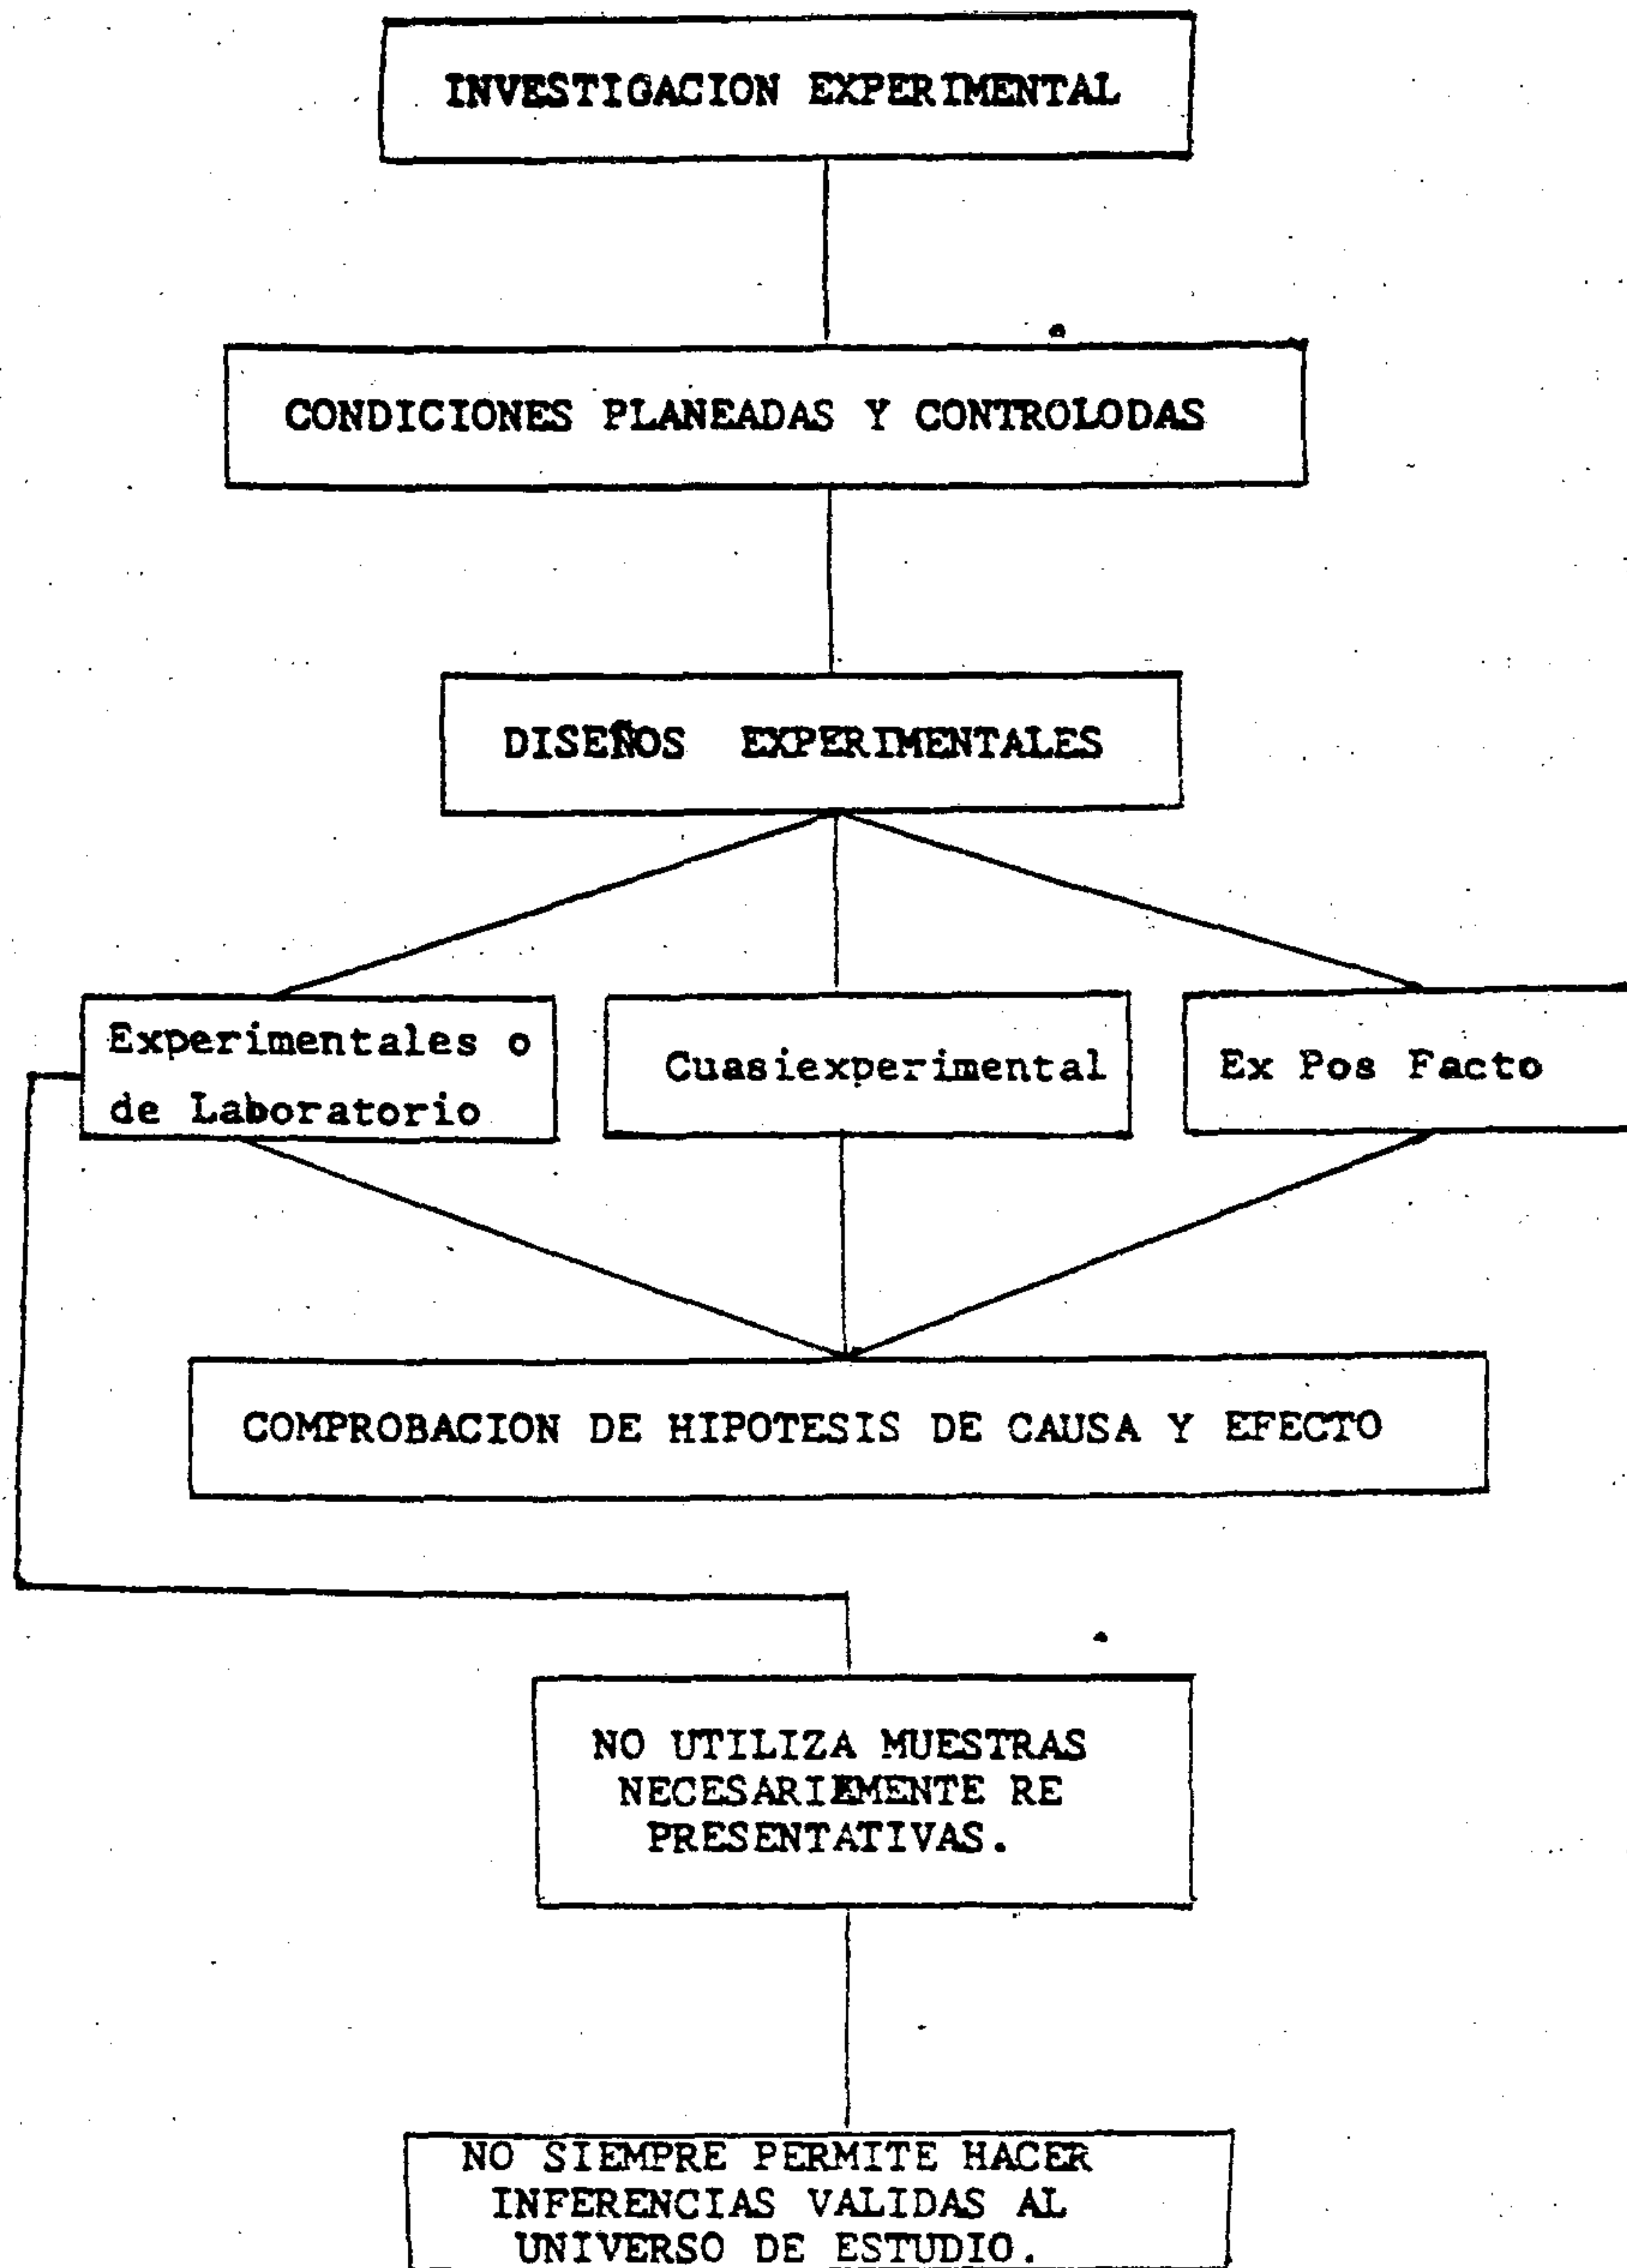 INVESTIGACION EXPERIMENTAL
CONDICIONES PLANEADAS Y CONTROLODAS
DISEÑOS EXPERIMENTALES
Experimentales o
de Laboratorio
Cuasiexperimental
Ex Pos Facto
COMPROBACION DE HIPOTESIS DE CAUSA Y EFECTO
NO UTILIZA MUESTRAS
NECESARIEMENTE RE
PRESENTATIVAS.
NO SIEMPRE PERMITE HACER
INFERENCIAS VALIDAS AL
UNIVERSO DE ESTUDIO.